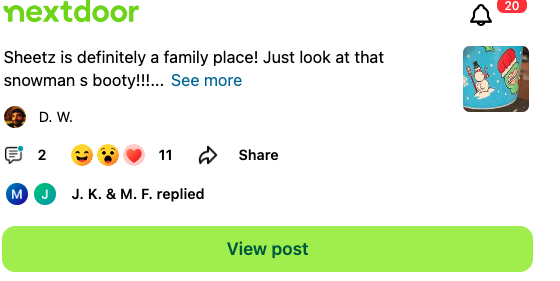 nextdoor
20
Sheetz is definitely a family place! Just look at that
snowman s booty!!!... See more
D. W.
2 11 Share
M J J. K. & M. F. replied
View post